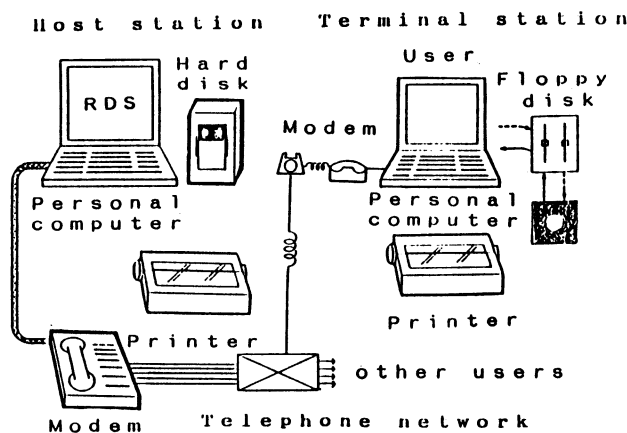 Host station
Terminal station
User
Hard
disk
RDS
Floppy
disk
Modem
Personal
computer
Personal
computer
Printer
Printer
other users
Modem
Telephone network